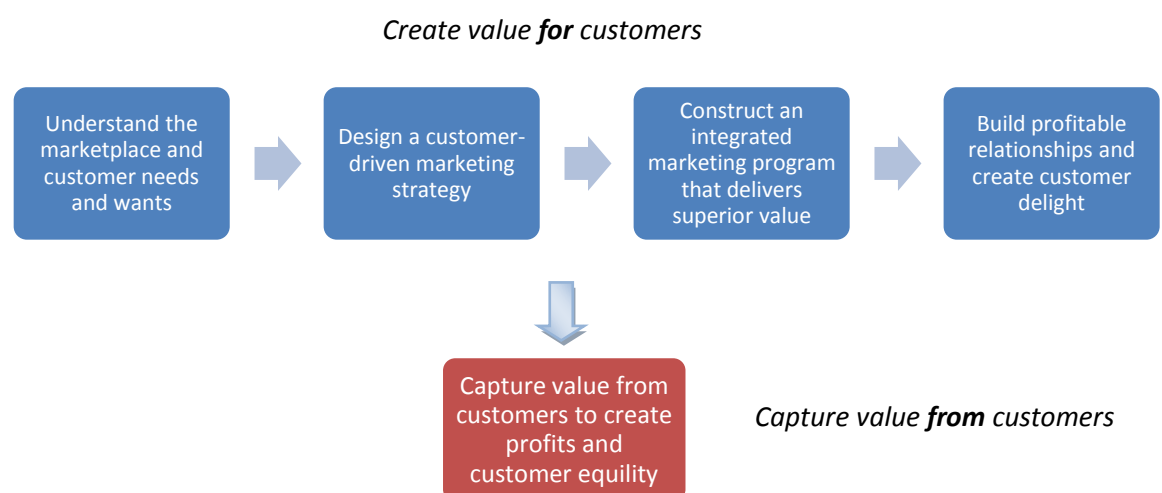 Create value for customers
Understand the
marketplace and
customer needs
and wants
Design a customer-
driven marketing
strategy
Construct an
integrated
marketing program
that delivers
superior value
Build profitable
relationships and
create customer
delight
Capture value from
customers to create
profits and
customer equility
Capture value from customers